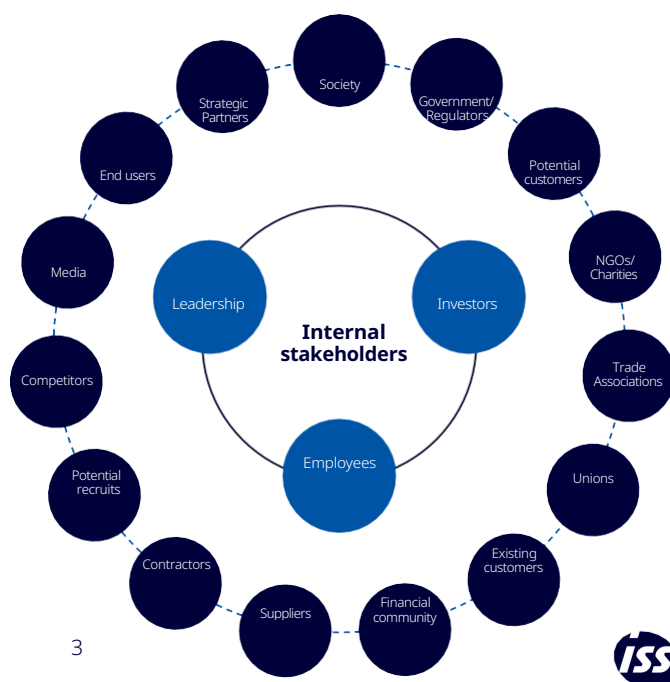 Society
Strategic
Partners
Government/
Regulators
End users
Potential
customers
Media
NGOs/
Charities
Leadership
Investors
Internal
stakeholders
Competitors
Trade
Associations
Employees
Potential
recruits
Unions
Contractors
Existing
customers
Suppliers
Financial
community
3
ISS